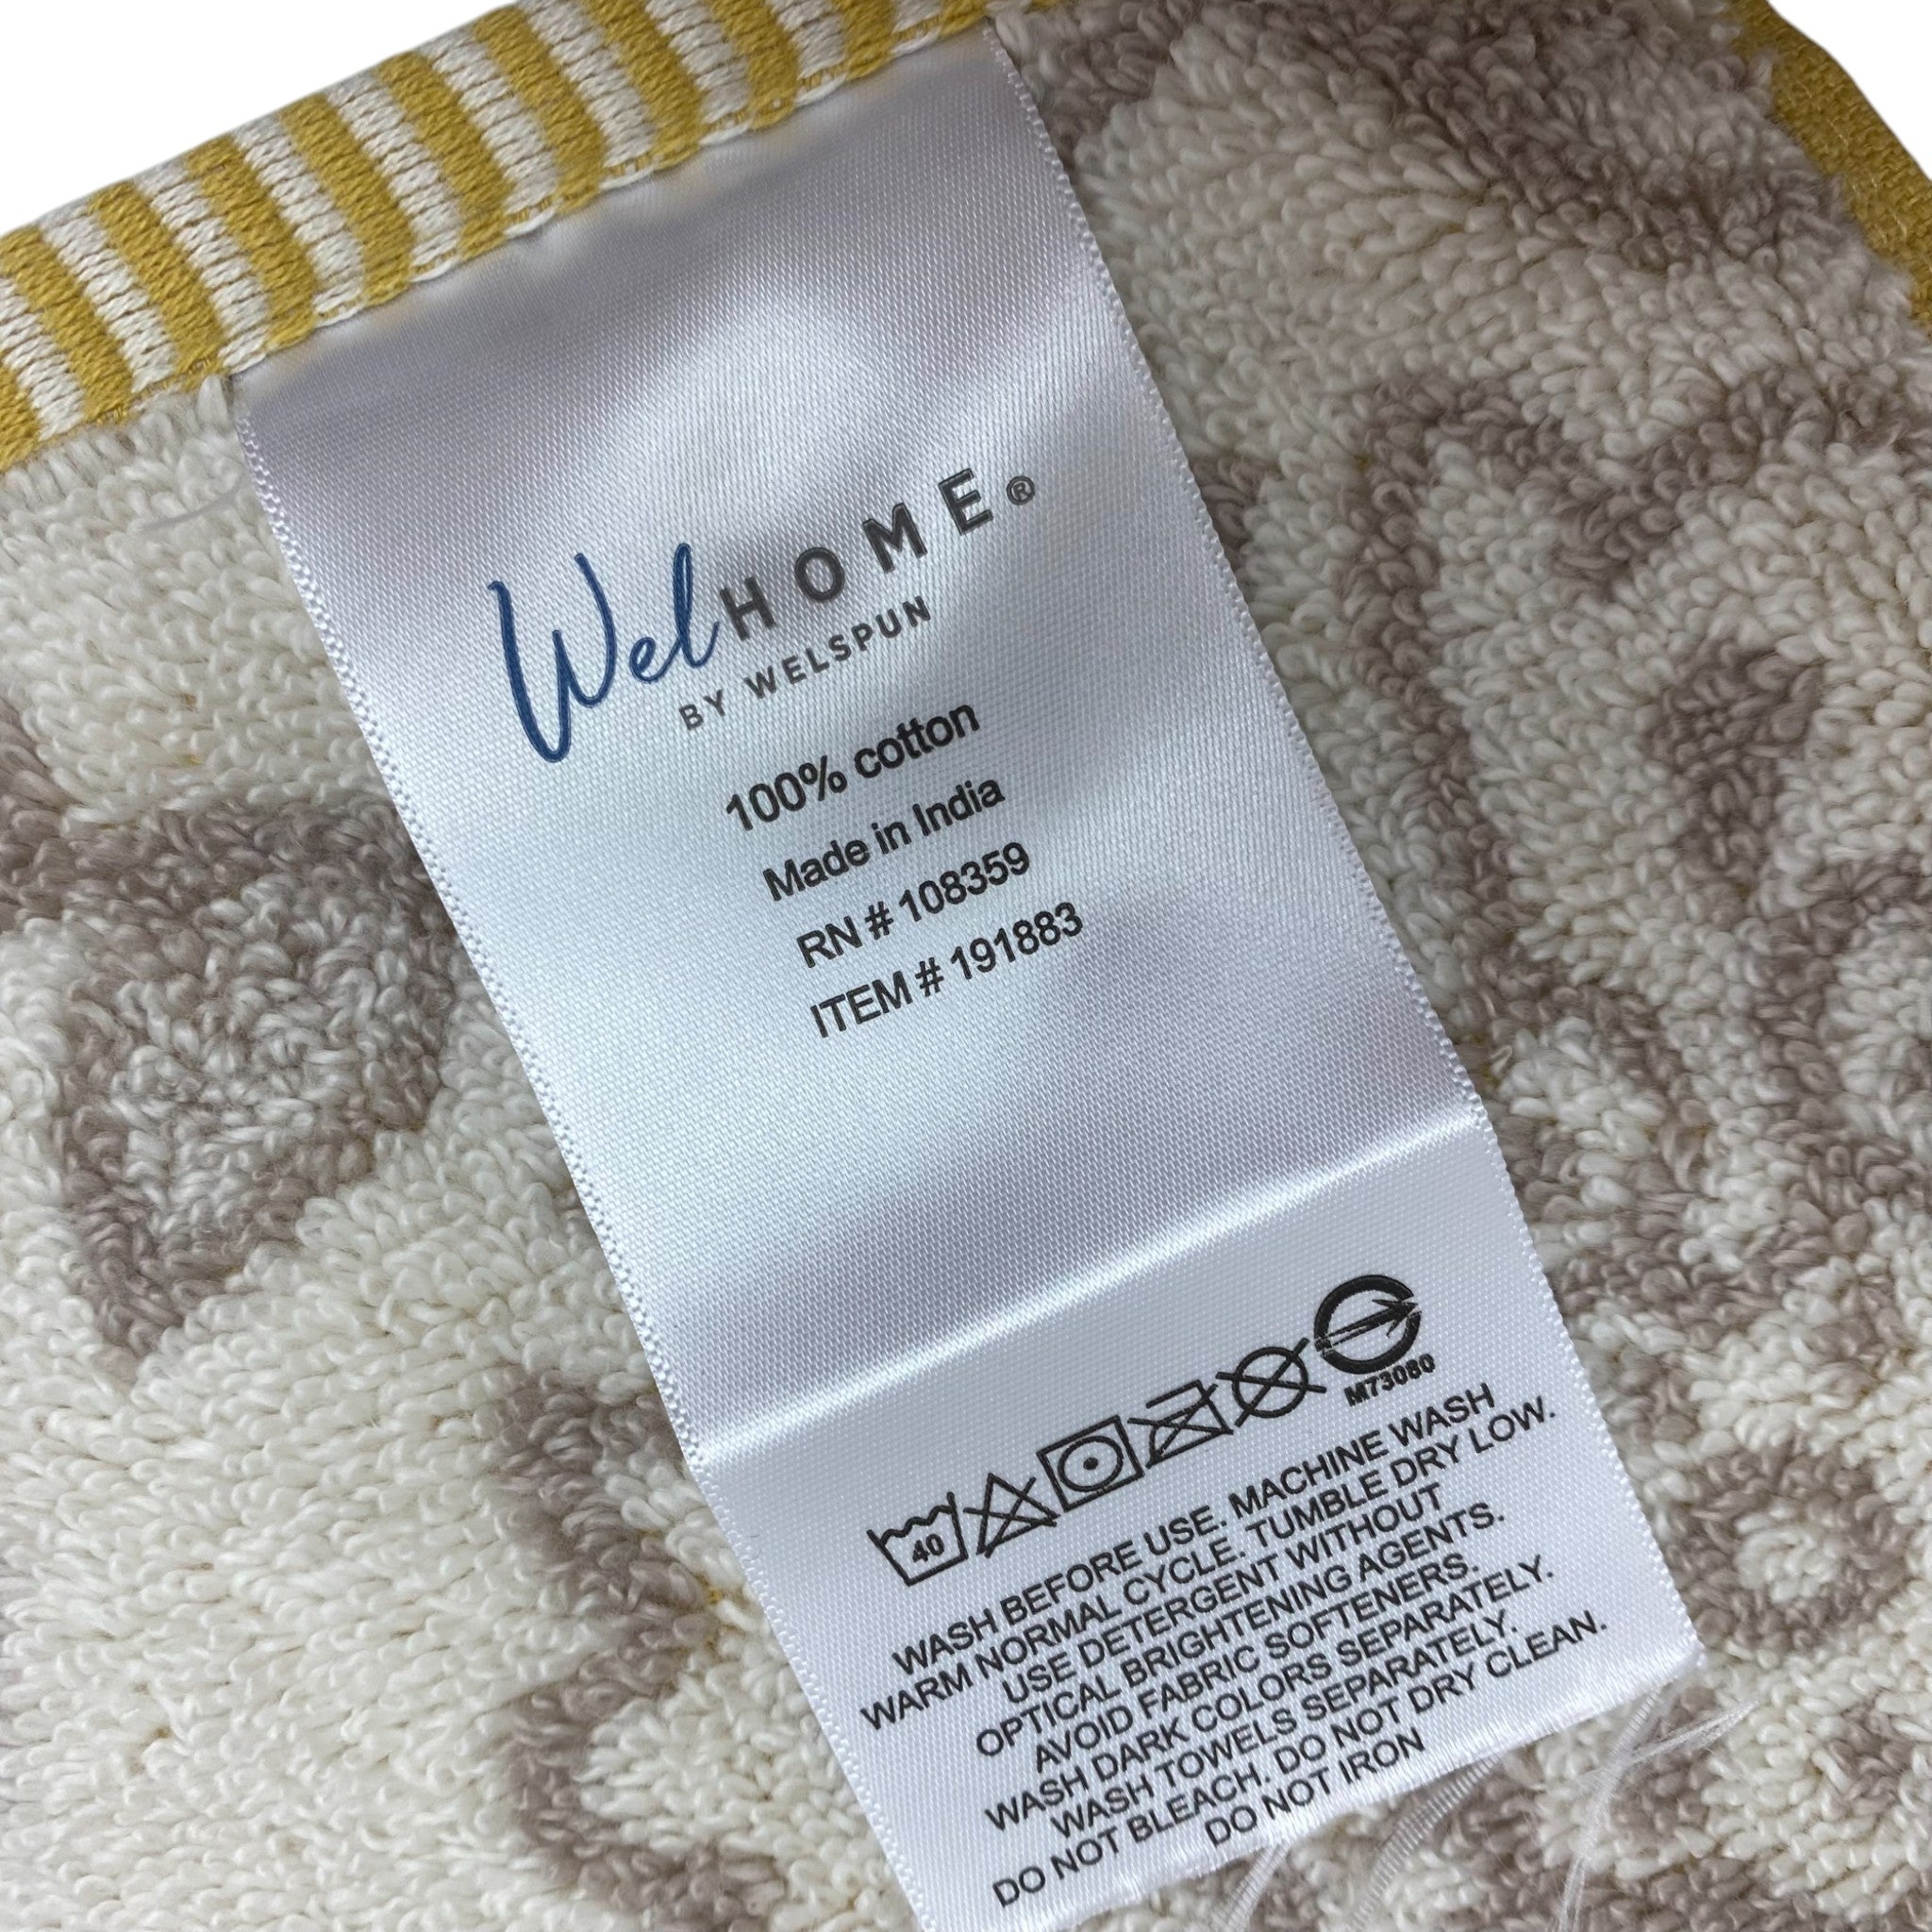 WelHOME®
BY WELSPUN
100% cotton
Made in India
RN # 108359
ITEM # 191883
M73080
40
WASH BEFORE USE. MACHINE WASH
WARM NORMAL CYCLE. TUMBLE DRY LOW.
USE DETERGENT WITHOUT
OPTICAL BRIGHTENING AGENTS.
AVOID FABRIC SOFTENERS.
WASH DARK COLORS SEPARATELY.
WASH TOWELS SEPARATELY.
DO NOT BLEACH. DO NOT DRY CLEAN.
DO NOT IRON